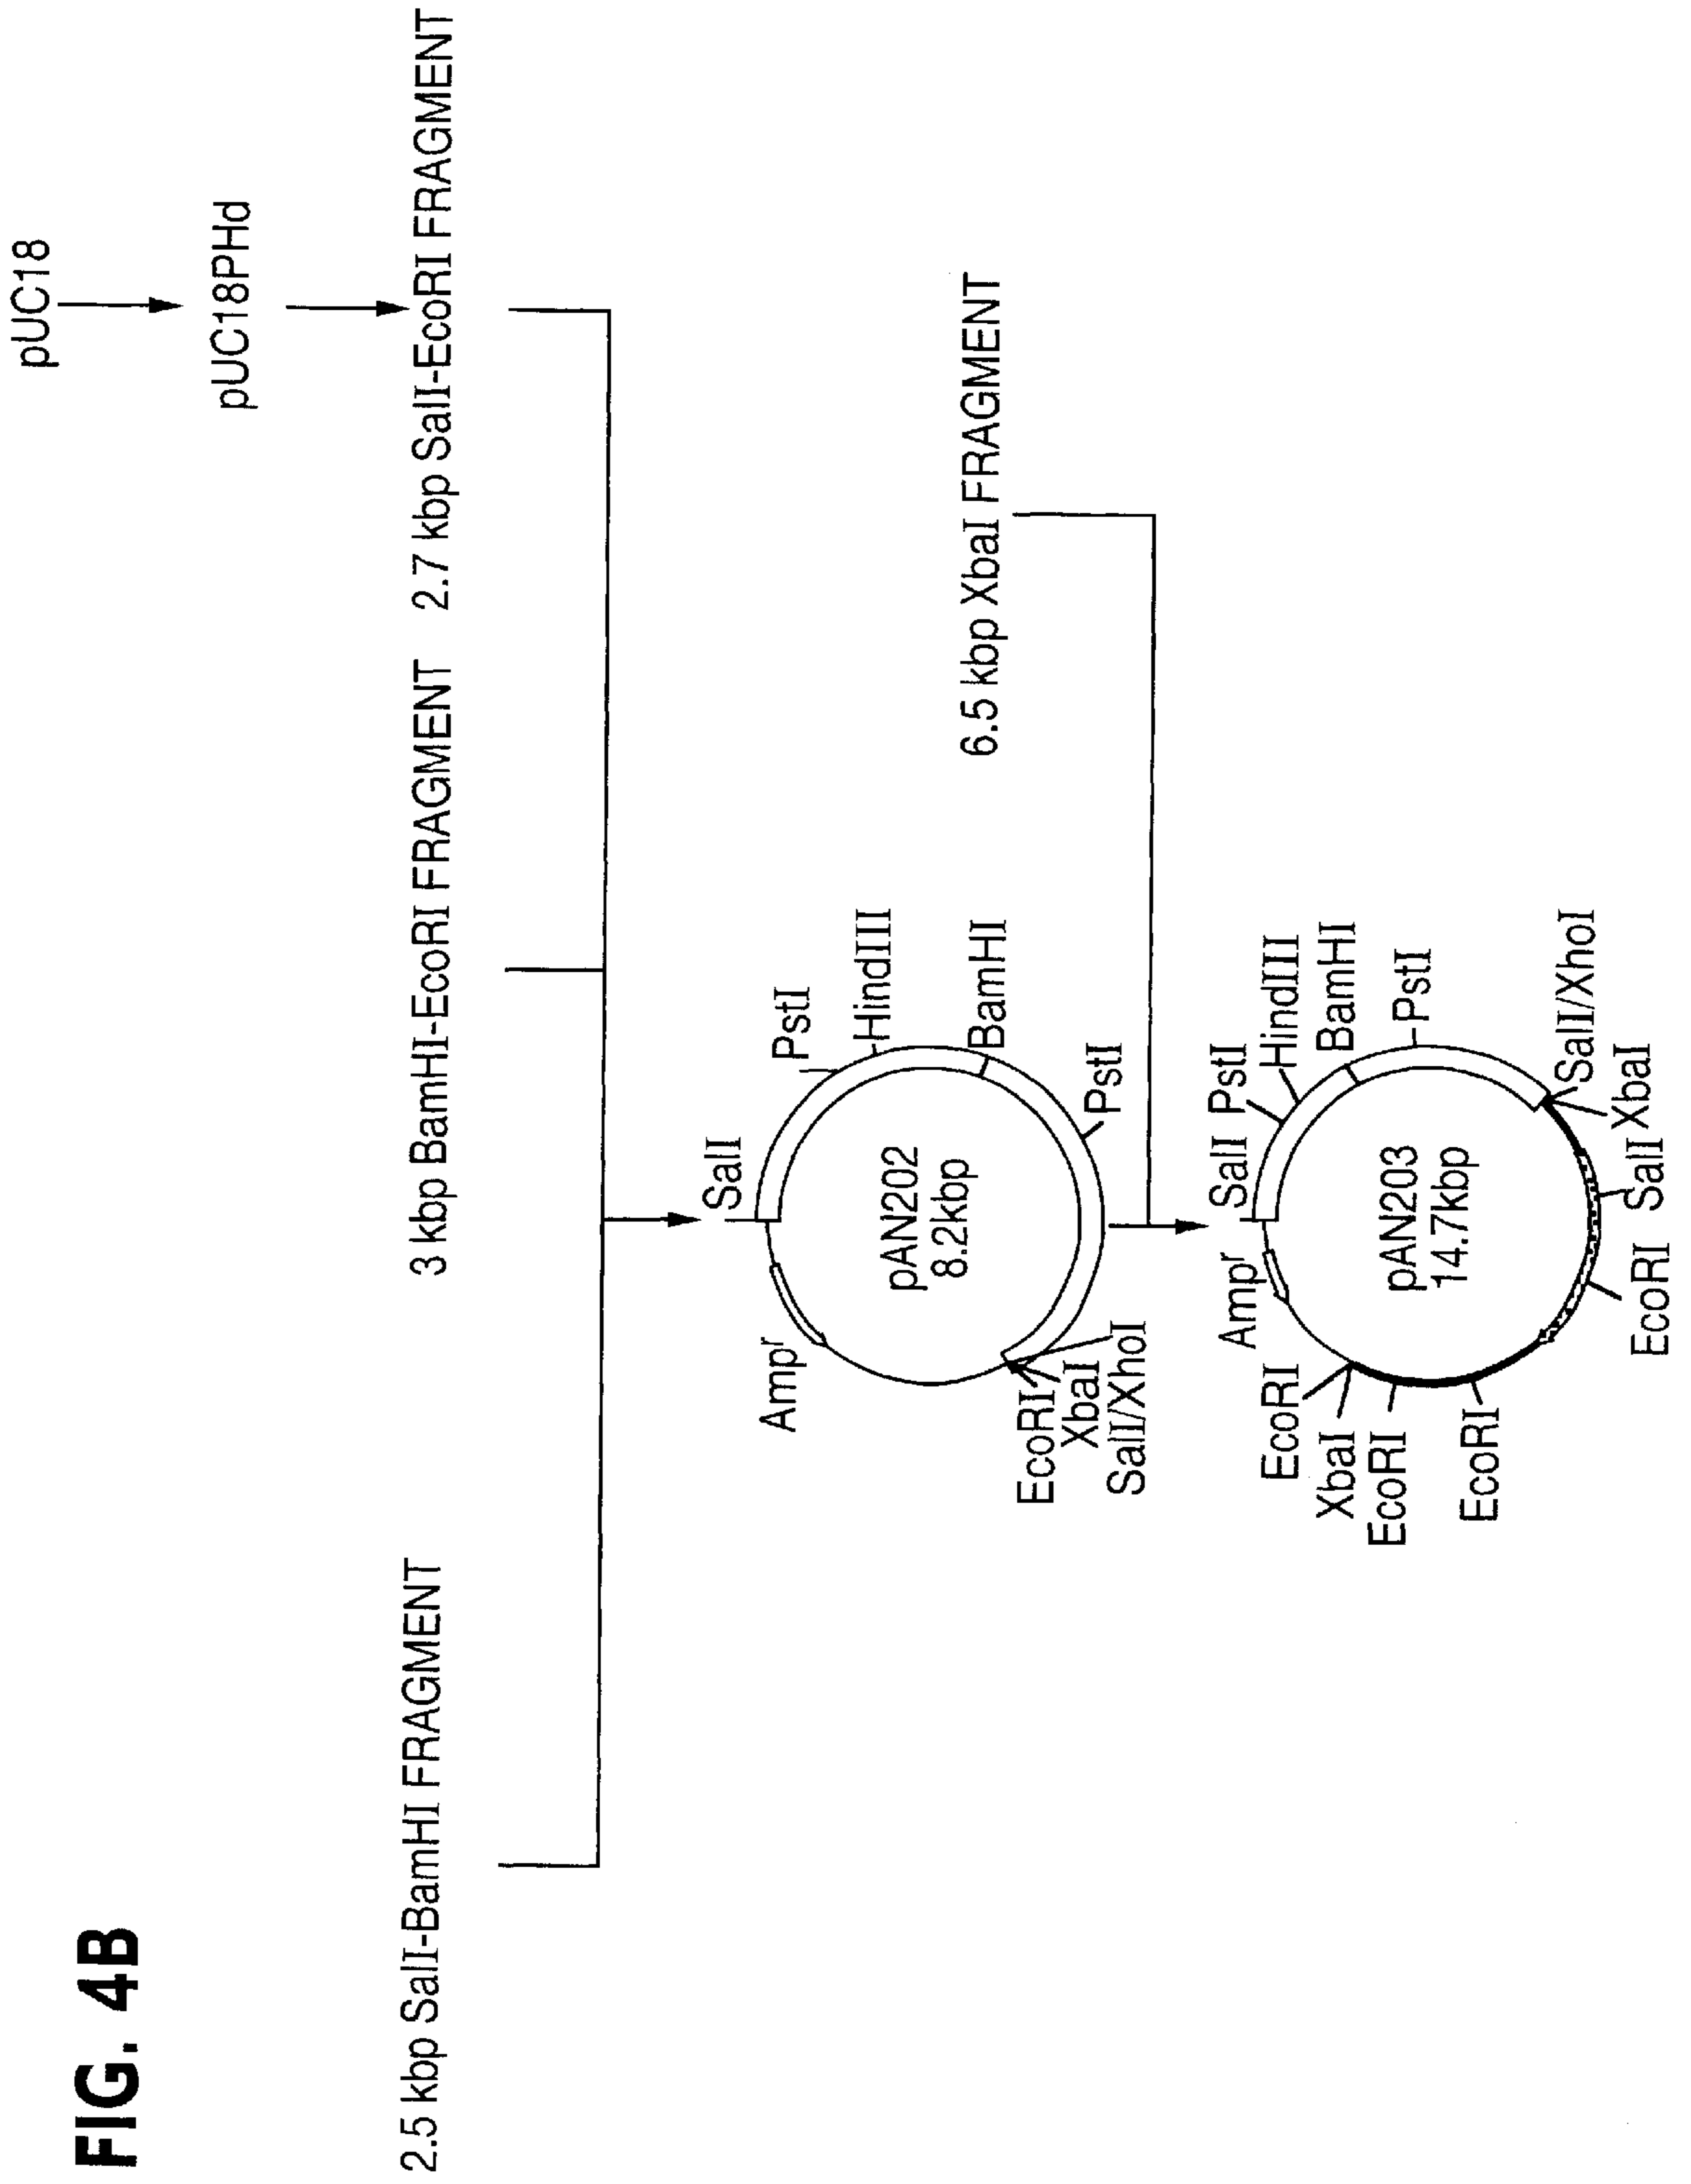 FIG. 4B
pUC18
pUC18PHd
2.5 kbp SalI-BamHI FRAGMENT
3 kbp BamHI-EcoRI FRAGMENT
2.7 kbp SalI-EcoRI FRAGMENT
SalI
PstI
HindIII
BamHI
PstI
Ampr
pAN202
8.2kbp
EcoRI
XbaI
SalI/XhoI
6.5 kbp XbaI FRAGMENT
SalI
PstI
HindIII
BamHI
PstI
SalI/XhoI
XbaI
SalI
EcoRI
Ampr
pAN203
14.7kbp
EcoRI
XbaI
EcoRI
EcoRI